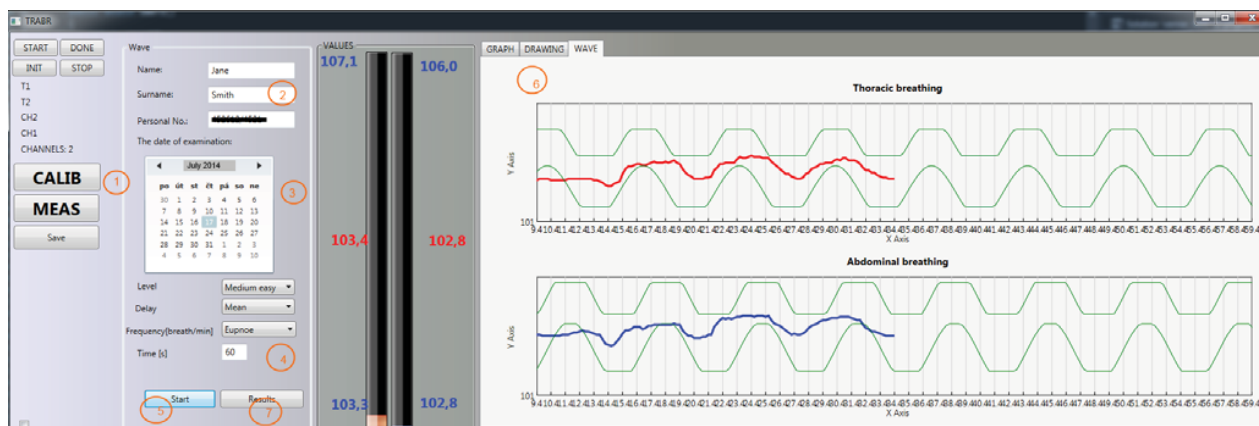 TRABR
START DONE
INIT STOP
T1
T2
CH2
CH1
CHANNELS: 2
CALIB
1
MEAS
Save
Wave
Name: Jane
Surname: Smith
2
Personal No.:
The date of examination:
July 2014
3
po út st čt pá so ne
30 1 2 3 4 5 6
7 8 9 10 11 12 13
14 15 16 17 18 19 20
21 22 23 24 25 26 27
28 29 30 31 1 2 3
4 5 6 7 8 9 10
Level Medium easy
Delay Mean
Frequency[breath/min] Eupnoe
Time [s] 60
4
Start Results
5 7
VALUES
107,1 106,0
103,4 102,8
103,3 102,8
GRAPH DRAWING WAVE
6
Thoracic breathing
Y Axis
101
X Axis
Abdominal breathing
Y Axis
101
X Axis